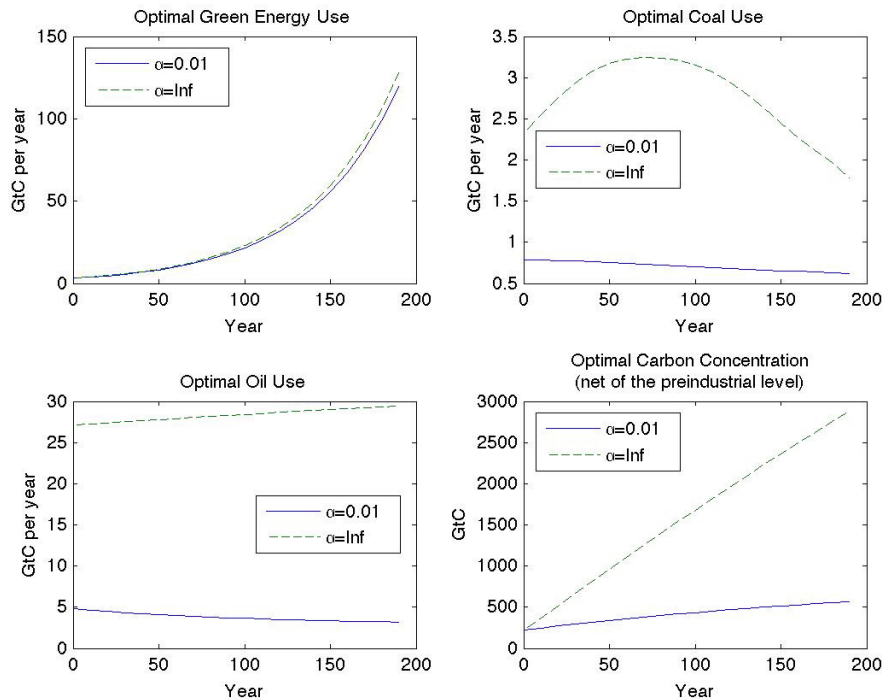 Optimal Green Energy Use
150
100
50
0
GtC per year
α=0.01
α=Inf
0 50 100 150 200
Year
Optimal Coal Use
3.5
3
2.5
2
1.5
1
0.5
GtC per year
α=0.01
α=Inf
0 50 100 150 200
Year
Optimal Oil Use
30
25
20
15
10
5
0
GtC per year
α=0.01
α=Inf
0 50 100 150 200
Year
Optimal Carbon Concentration
(net of the preindustrial level)
3000
2500
2000
1500
1000
500
0
GtC
α=0.01
α=Inf
0 50 100 150 200
Year